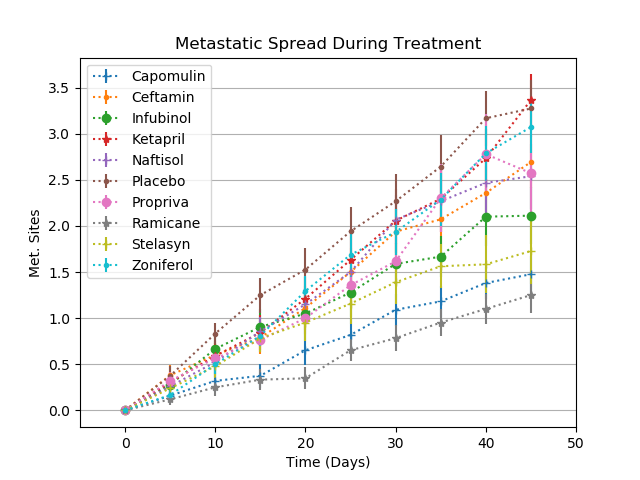 Metastatic Spread During Treatment
Capomulin
Ceftamin
Infubinol
Ketapril
Naftisol
Placebo
Propriva
Ramicane
Stelasyn
Zoniferol
Met. Sites
3.5
3.0
2.5
2.0
1.5
1.0
0.5
0.0
0 10 20 30 40 50
Time (Days)